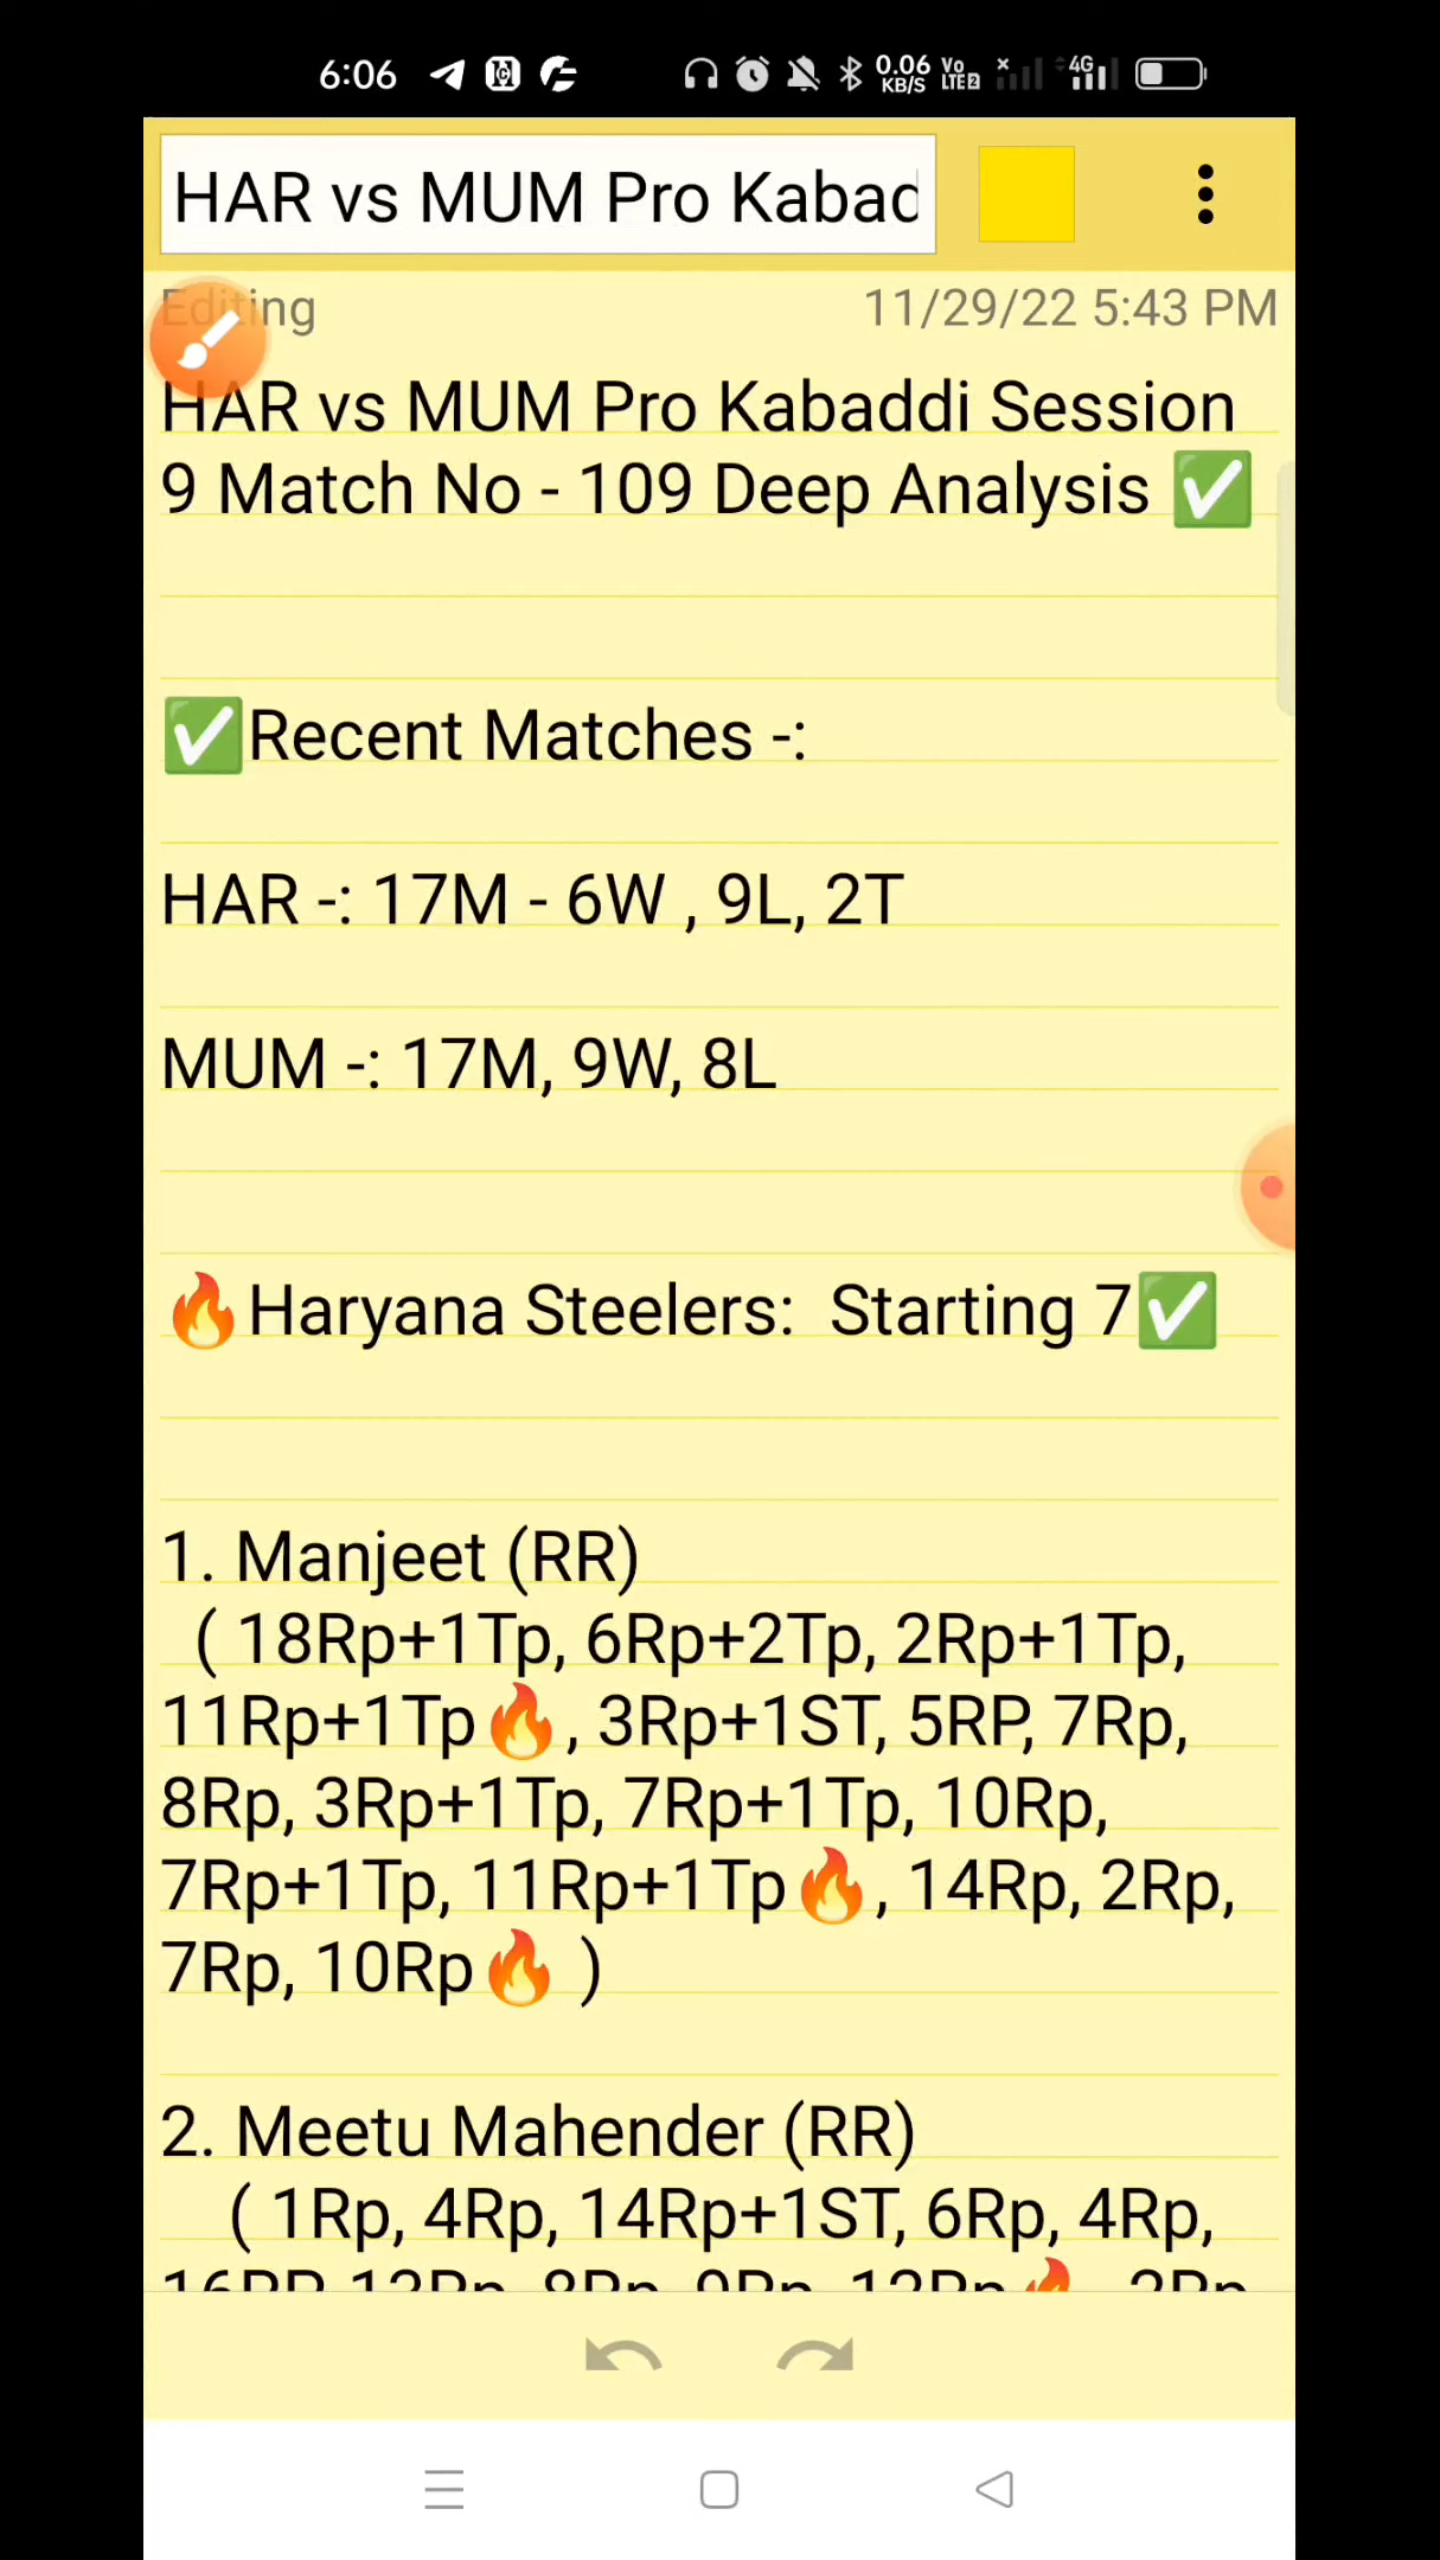 6:06
0.06
KB/S
Vo
LTE2
4G
HAR vs MUM Pro Kabad
Editing
11/29/22 5:43 PM
HAR vs MUM Pro Kabaddi Session
9 Match No - 109 Deep Analysis ✅
✅Recent Matches -:
HAR -: 17M - 6W , 9L, 2T
MUM -: 17M, 9W, 8L
🔥Haryana Steelers:  Starting 7✅
1. Manjeet (RR)
( 18Rp+1Tp, 6Rp+2Tp, 2Rp+1Tp,
11Rp+1Tp🔥, 3Rp+1ST, 5RP, 7Rp,
8Rp, 3Rp+1Tp, 7Rp+1Tp, 10Rp,
7Rp+1Tp, 11Rp+1Tp🔥, 14Rp, 2Rp,
7Rp, 10Rp🔥 )
2. Meetu Mahender (RR)
( 1Rp, 4Rp, 14Rp+1ST, 6Rp, 4Rp,